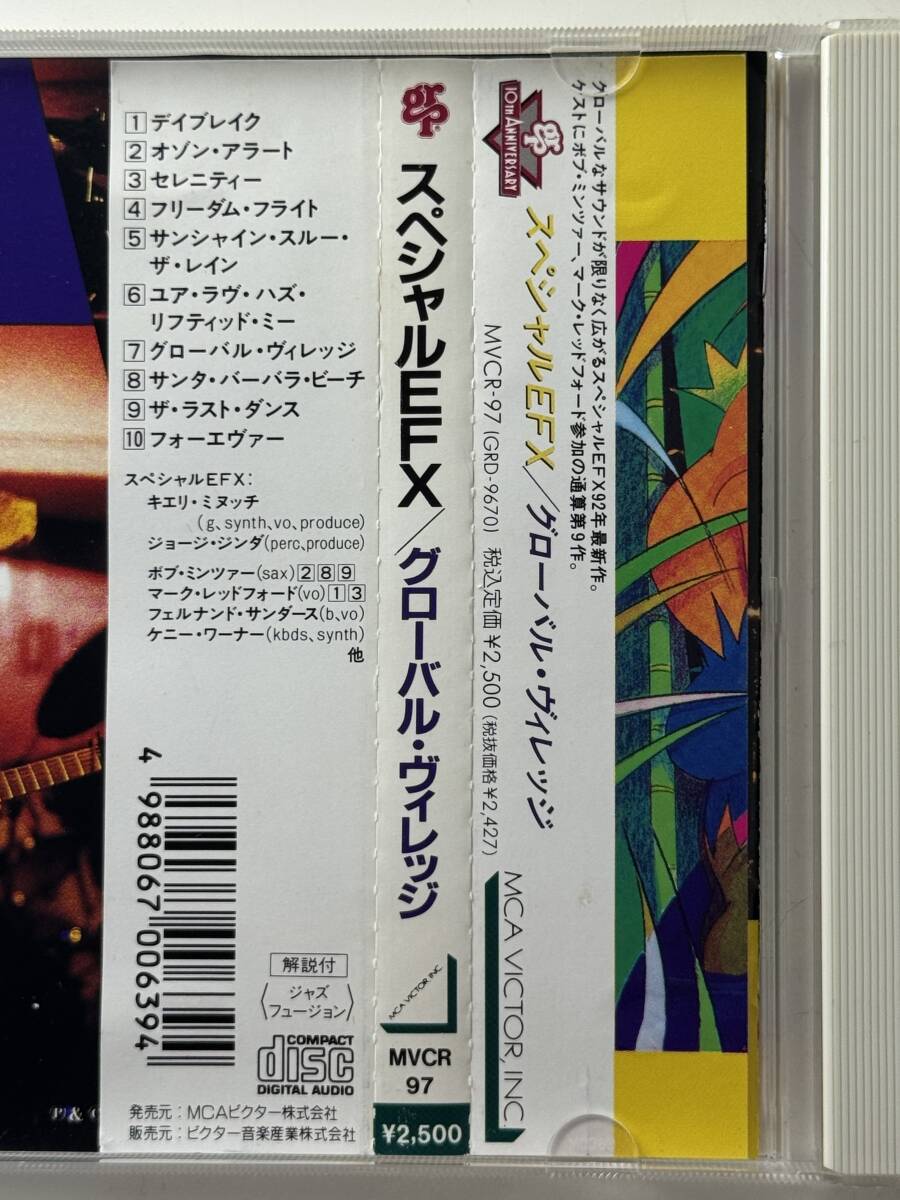 1 デイブレイク
2 オゾン・アラート
3 セレニティー
4 フリーダム・フライト
5 サンシャイン・スルー・
ザ・レイン
6 ユア・ラヴ・ハズ・
リフティッド・ミー
7 グローバル・ヴィレッジ
8 サンタ・バーバラ・ビーチ
9 ザ・ラスト・ダンス
10 フォーエヴァー
スペシャルEFX:
キエリ・ミヌッチ
(g、synth、vo、produce)
ジョージ・ジンダ(perc、produce)
ボブ・ミンツァー(sax)289
マーク・レッドフォード(vo)13
フェルナンド・サンダース(b、vo)
ケニー・ワーナー(kbds、synth)
他
4 988067 006394
解説付
〈ジャズ
フュージョン〉
COMPACT
disc
DIGITAL AUDIO
発売元:MCAビクター株式会社
販売元:ビクター音楽産業株式会社
grp
スペシャルEFX/グローバル・ヴィレッジ
MCA VICTOR INC
MVCR
97
¥2,500
grp
10TH ANNIVERSARY
グローバルなサウンドが限りなく広がるスペシャルEFX92年最新作。
ゲストにボブ・ミンツァー、マーク・レッドフォード参加の通算第9作。
スペシャルEFX/グローバル・ヴィレッジ
MVCR-97 (GRD-9670) 税込定価¥2,500 (税抜価格¥2,427)
MCA VICTOR, INC.